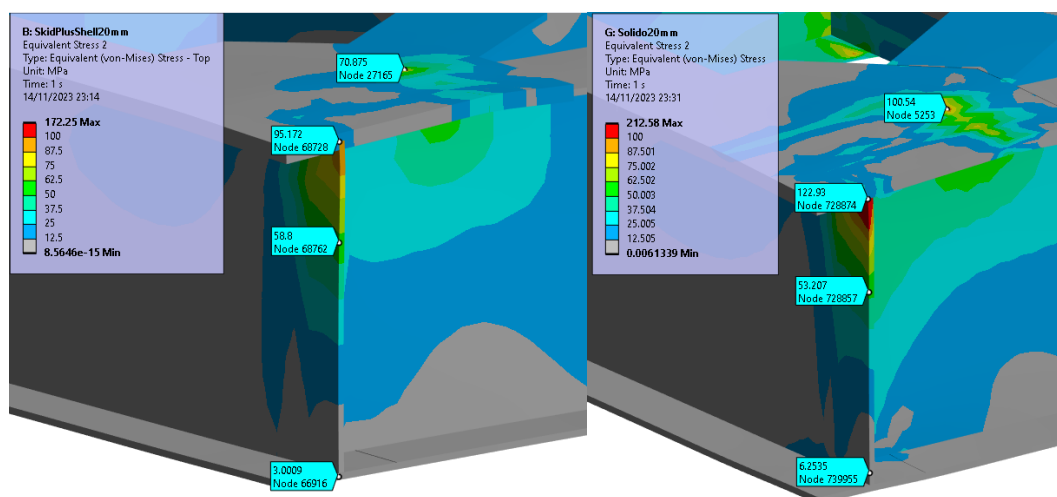 B: SkidPlusShell20mm
Equivalent Stress 2
Type: Equivalent (von-Mises) Stress - Top
Unit: MPa
Time: 1 s
14/11/2023 23:14
172.25 Max
100
87.5
75
62.5
50
37.5
25
12.5
8.5646e-15 Min
70.875
Node 27165
95.172
Node 68728
58.8
Node 68762
3.0009
Node 66916
G: Solido20mm
Equivalent Stress 2
Type: Equivalent (von-Mises) Stress
Unit: MPa
Time: 1 s
14/11/2023 23:31
212.58 Max
100
87.501
75.002
62.502
50.003
37.504
25.005
12.505
0.0061339 Min
100.54
Node 5253
122.93
Node 728874
53.207
Node 728857
6.2535
Node 739955